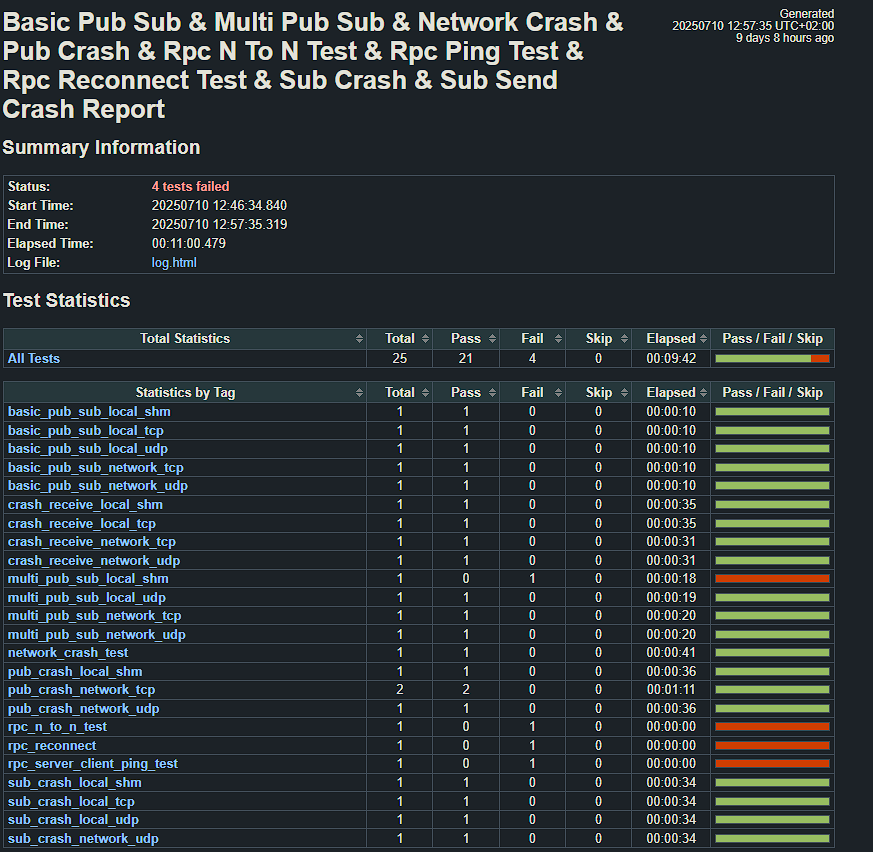 Basic Pub Sub & Multi Pub Sub & Network Crash &
Pub Crash & Rpc N To N Test & Rpc Ping Test &
Rpc Reconnect Test & Sub Crash & Sub Send
Crash Report
Generated
20250710 12:57:35 UTC+02:00
9 days 8 hours ago
Summary Information
Status: 4 tests failed
Start Time: 20250710 12:46:34.840
End Time: 20250710 12:57:35.319
Elapsed Time: 00:11:00.479
Log File: log.html
Test Statistics
Total Statistics Total Pass Fail Skip Elapsed Pass / Fail / Skip
All Tests 25 21 4 0 00:09:42
Statistics by Tag Total Pass Fail Skip Elapsed Pass / Fail / Skip
basic_pub_sub_local_shm 1 1 0 0 00:00:10
basic_pub_sub_local_tcp 1 1 0 0 00:00:10
basic_pub_sub_local_udp 1 1 0 0 00:00:10
basic_pub_sub_network_tcp 1 1 0 0 00:00:10
basic_pub_sub_network_udp 1 1 0 0 00:00:10
crash_receive_local_shm 1 1 0 0 00:00:35
crash_receive_local_tcp 1 1 0 0 00:00:35
crash_receive_network_tcp 1 1 0 0 00:00:31
crash_receive_network_udp 1 1 0 0 00:00:31
multi_pub_sub_local_shm 1 0 1 0 00:00:18
multi_pub_sub_local_udp 1 1 0 0 00:00:19
multi_pub_sub_network_tcp 1 1 0 0 00:00:20
multi_pub_sub_network_udp 1 1 0 0 00:00:20
network_crash_test 1 1 0 0 00:00:41
pub_crash_local_shm 1 1 0 0 00:00:36
pub_crash_network_tcp 2 2 0 0 00:01:11
pub_crash_network_udp 1 1 0 0 00:00:36
rpc_n_to_n_test 1 0 1 0 00:00:00
rpc_reconnect 1 0 1 0 00:00:00
rpc_server_client_ping_test 1 0 1 0 00:00:00
sub_crash_local_shm 1 1 0 0 00:00:34
sub_crash_local_tcp 1 1 0 0 00:00:34
sub_crash_local_udp 1 1 0 0 00:00:34
sub_crash_network_udp 1 1 0 0 00:00:34